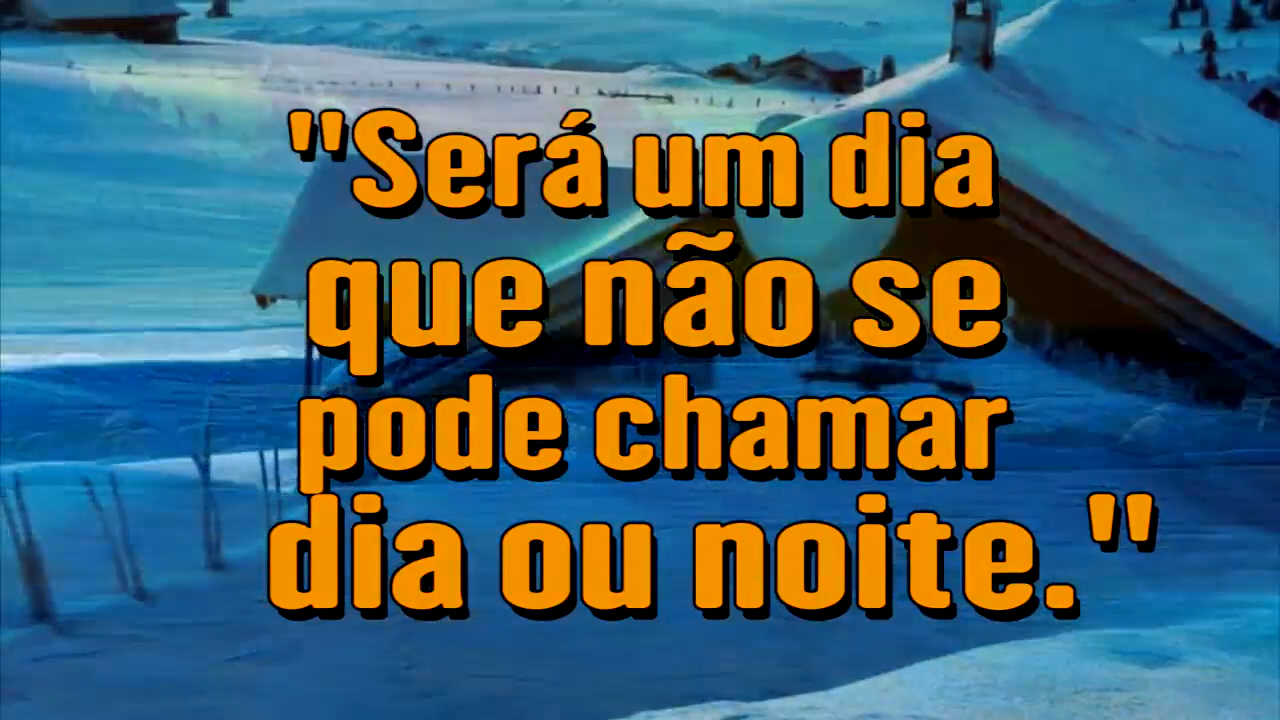 "Será um dia
que não se
pode chamar
dia ou noite."